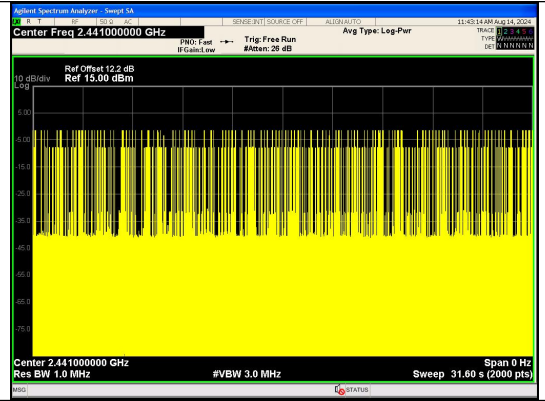 Agilent Spectrum Analyzer - Swept SA
R T RF 50 Ω AC SENSE:INT SOURCE OFF ALIGN AUTO 11:43:14 AM Aug 14, 2024
Center Freq 2.441000000 GHz
PNO: Fast
IFGain:Low
Trig: Free Run
#Atten: 26 dB
Avg Type: Log-Pwr
TRACE 1 2 3 4 5 6
TYPE
DET N N N N N N
Ref Offset 12.2 dB
Ref 15.00 dBm
10 dB/div
Log
5.00
-5.00
-15.0
-25.0
-35.0
-45.0
-55.0
-65.0
-75.0
Center 2.441000000 GHz
Span 0 Hz
Res BW 1.0 MHz
#VBW 3.0 MHz
Sweep 31.60 s (2000 pts)
MSG
STATUS